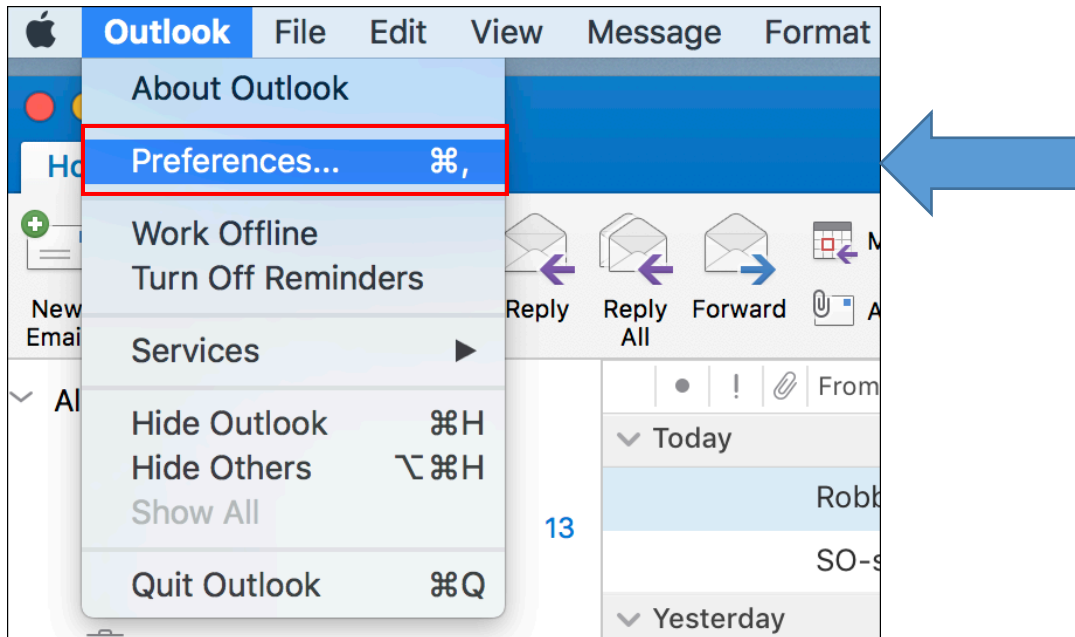 Outlook File Edit View Message Format
About Outlook
Preferences... ⌘,
Work Offline
Turn Off Reminders
Services
Hide Outlook ⌘H
Hide Others ⌥⌘H
Show All
Quit Outlook ⌘Q
New
Reply
Reply All
Forward
From
Today
13
Yesterday